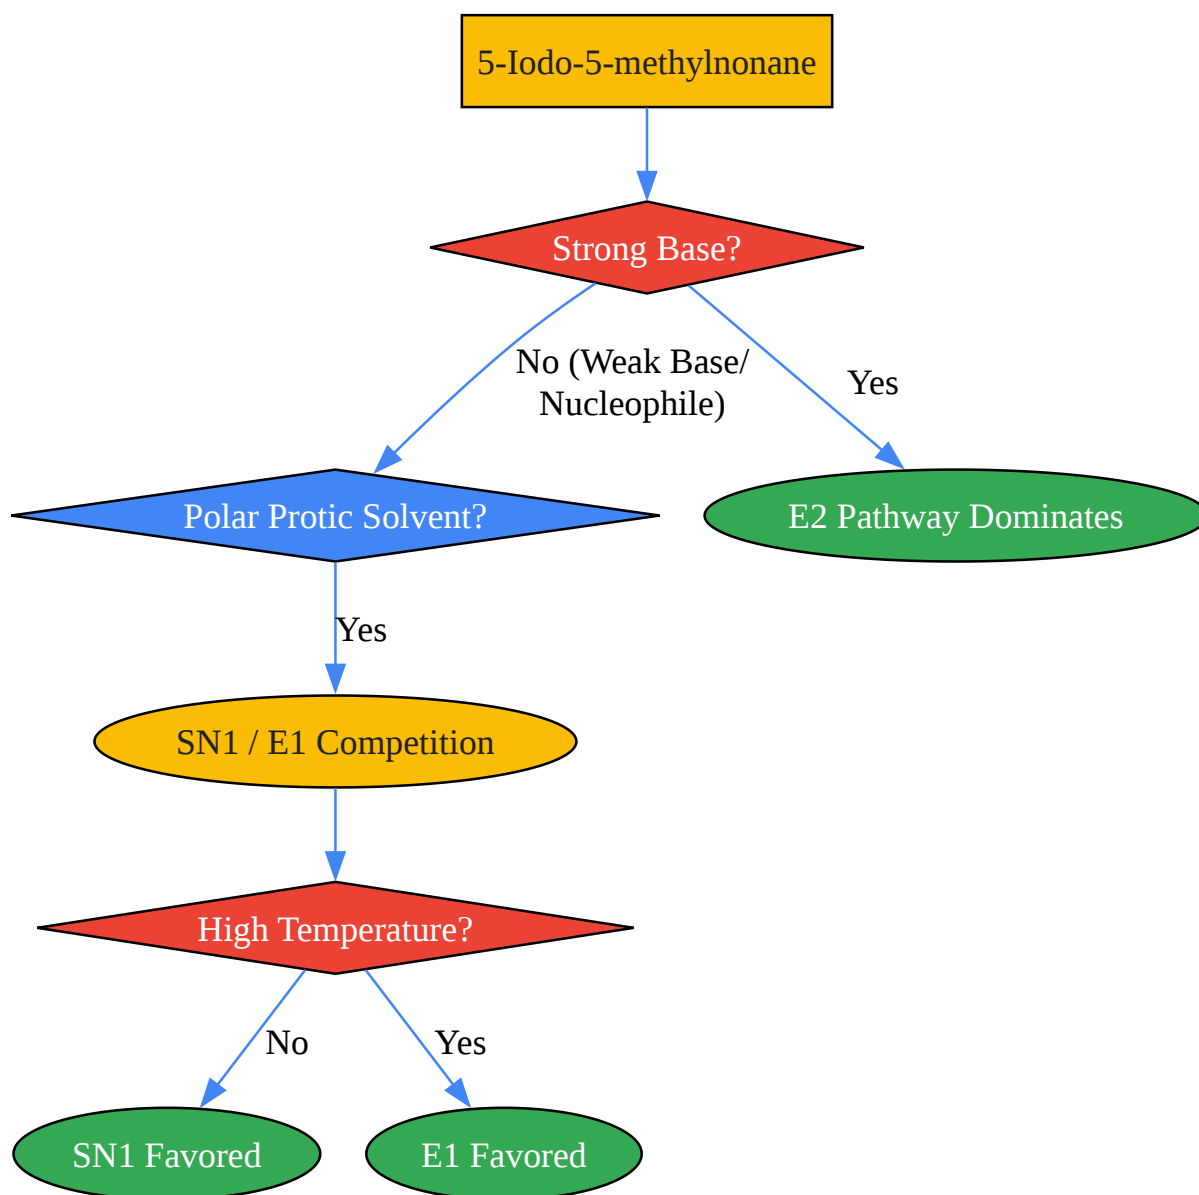 5-Iodo-5-methylnonane
Strong Base?
No (Weak Base/
Nucleophile)
Yes
Polar Protic Solvent?
E2 Pathway Dominates
Yes
SN1 / E1 Competition
High Temperature?
No
Yes
SN1 Favored
E1 Favored